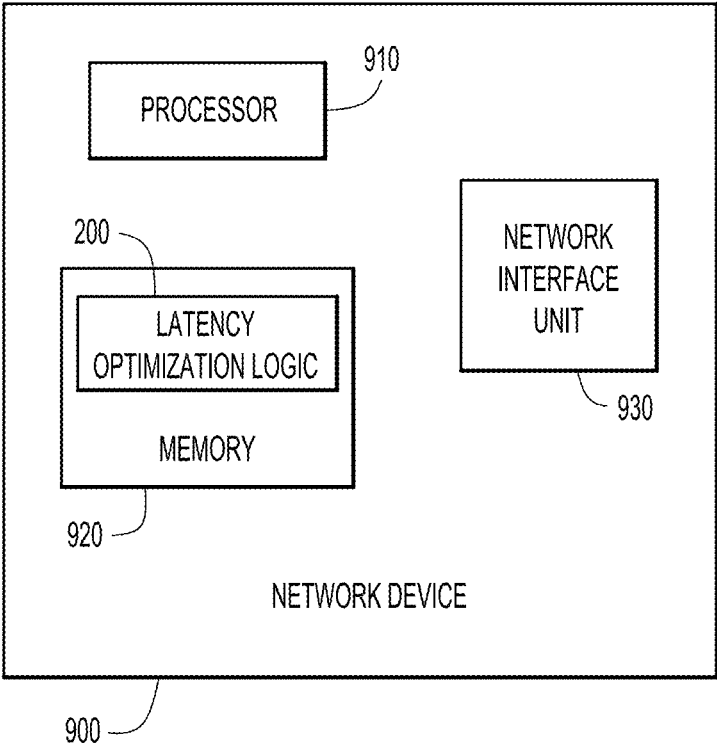 910
PROCESSOR
200
NETWORK
INTERFACE
UNIT
LATENCY
OPTIMIZATION LOGIC
930
MEMORY
920
NETWORK DEVICE
900